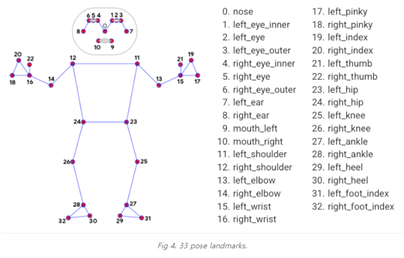 6 5 4 1 2 3
8 0 7
10 9
20 22 12 11 21 19
18 16 14 13 15 17
24 23
26 25
28 27
32 30 29 31
0. nose
1. left_eye_inner
2. left_eye
3. left_eye_outer
4. right_eye_inner
5. right_eye
6. right_eye_outer
7. left_ear
8. right_ear
9. mouth_left
10. mouth_right
11. left_shoulder
12. right_shoulder
13. left_elbow
14. right_elbow
15. left_wrist
16. right_wrist
17. left_pinky
18. right_pinky
19. left_index
20. right_index
21. left_thumb
22. right_thumb
23. left_hip
24. right_hip
25. left_knee
26. right_knee
27. left_ankle
28. right_ankle
29. left_heel
30. right_heel
31. left_foot_index
32. right_foot_index
Fig 4. 33 pose landmarks.